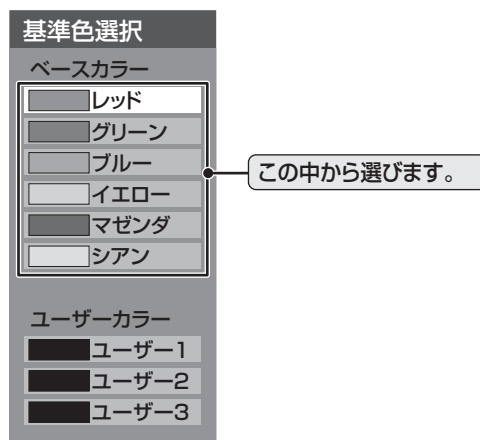 基準色選択
ベースカラー
レッド
グリーン
ブルー
イエロー
マゼンダ
シアン
この中から選びます。
ユーザーカラー
ユーザー1
ユーザー2
ユーザー3